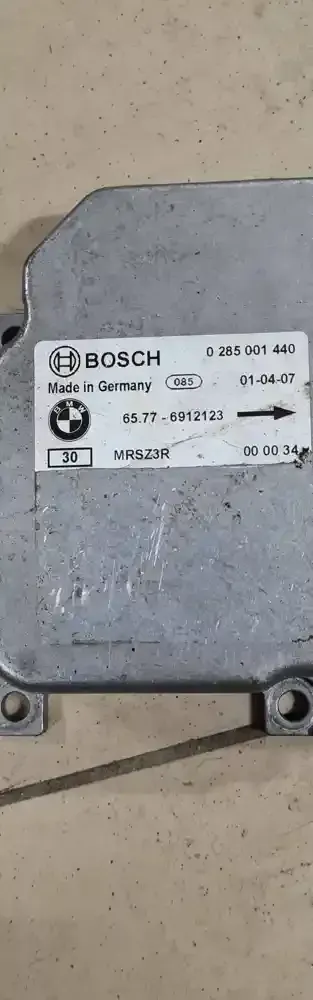 BOSCH 0 285 001 440
Made in Germany 085 01-04-07
BMW 65.77 - 6912123
30 MRSZ3R 00 00 34